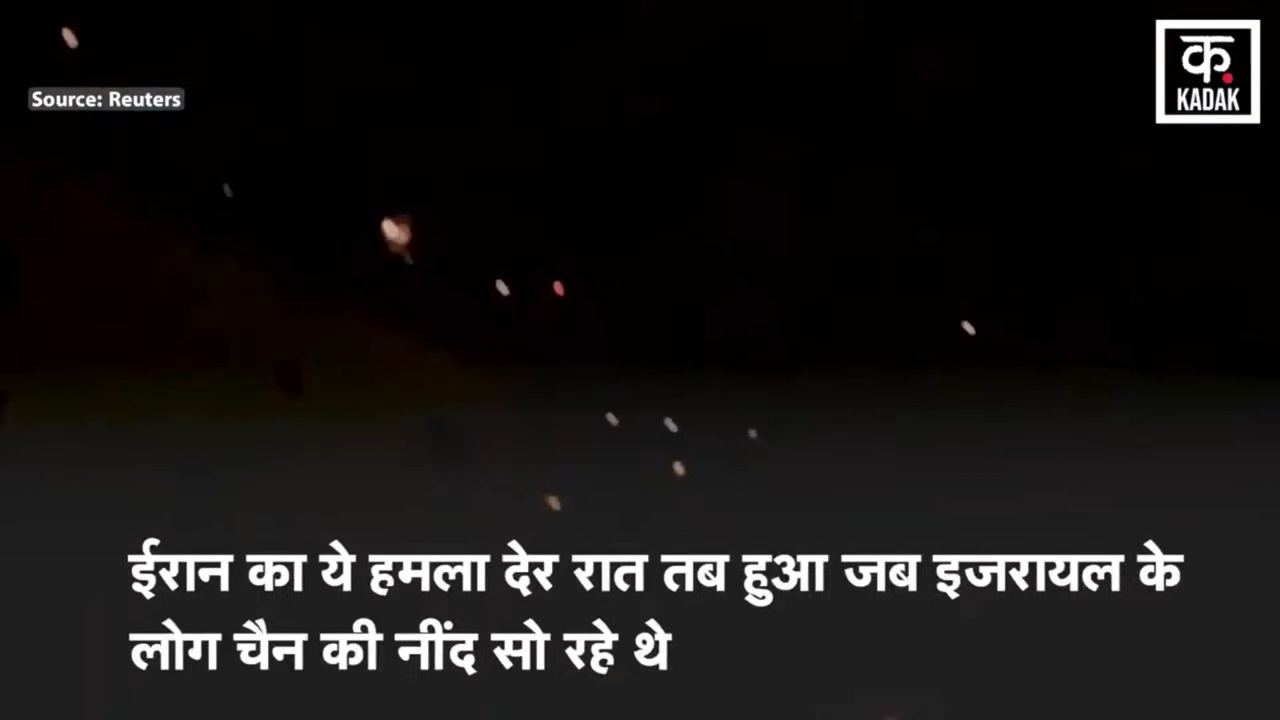 Source: Reuters
क.
KADAK
ईरान का ये हमला देर रात तब हुआ जब इजरायल के
लोग चैन की नींद सो रहे थे